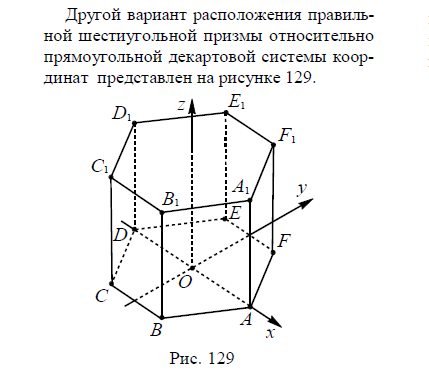 Другой вариант расположения правиль-
ной шестиугольной призмы относительно
прямоугольной декартовой системы коор-
динат представлен на рисунке 129.
z
E₁
D₁
F₁
C₁
B₁
A₁
y
E
D
F
O
C
B
A
x
Рис. 129